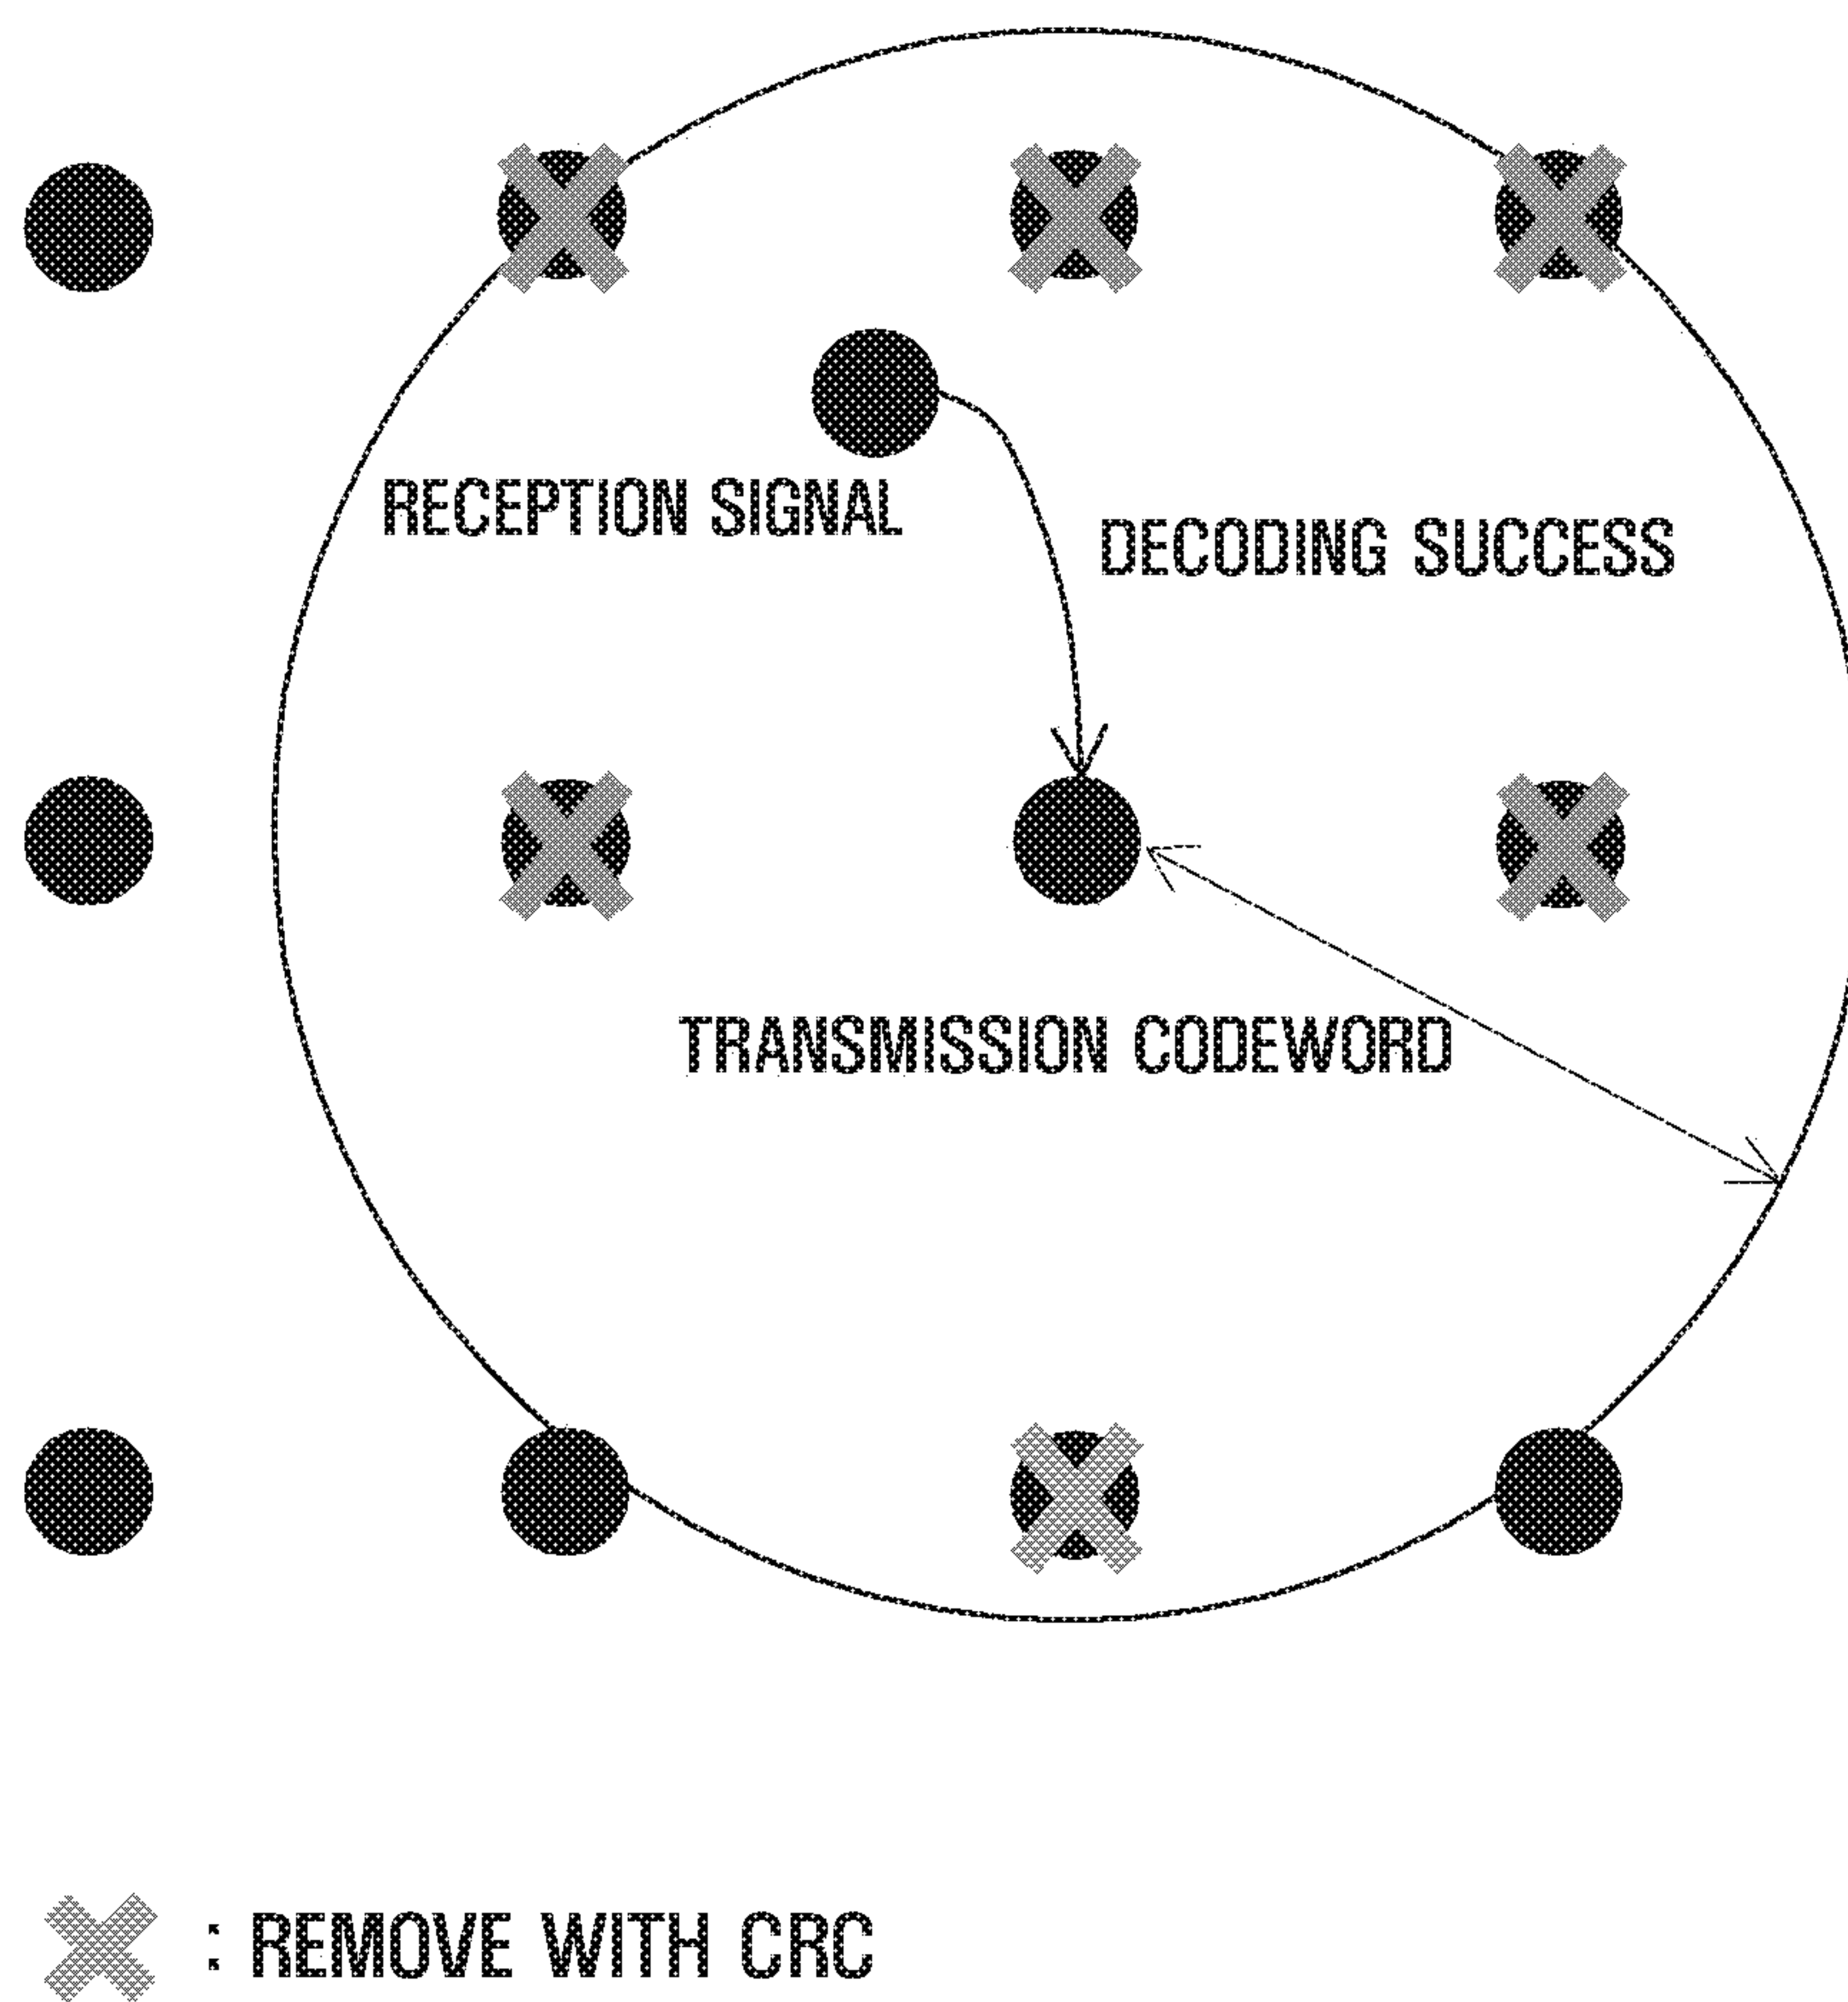 RECEPTION SIGNAL
DECODING SUCCESS
TRANSMISSION CODEWORD
: REMOVE WITH CRC